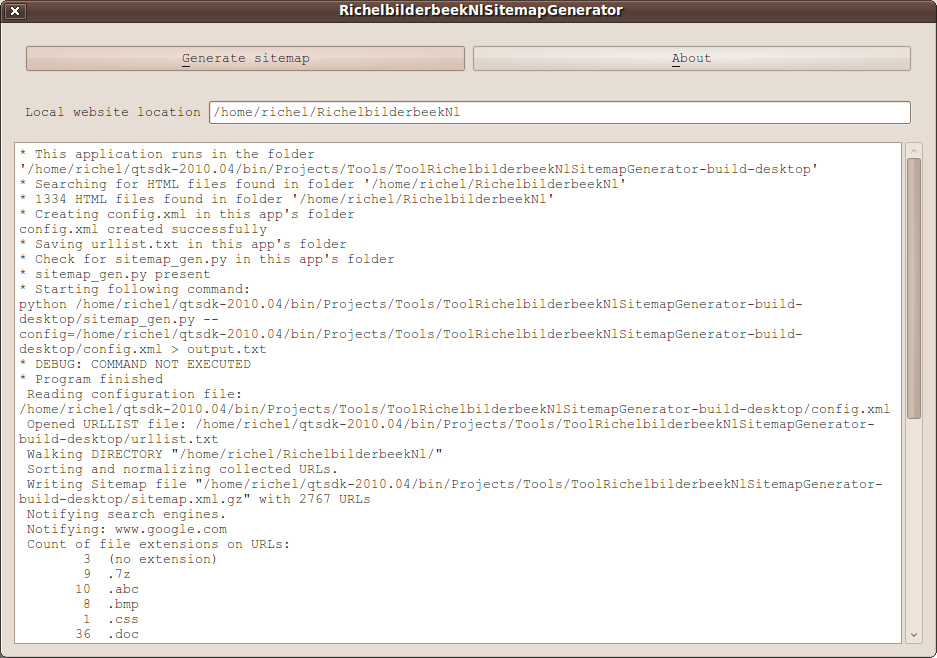 RichelbilderbeekNlSitemapGenerator
Generate sitemap
About
Local website location /home/richel/RichelbilderbeekNl
* This application runs in the folder
'/home/richel/qtsdk-2010.04/bin/Projects/Tools/ToolRichelbilderbeekNlSitemapGenerator-build-desktop'
* Searching for HTML files found in folder '/home/richel/RichelbilderbeekNl'
* 1334 HTML files found in folder '/home/richel/RichelbilderbeekNl'
* Creating config.xml in this app's folder
config.xml created successfully
* Saving urllist.txt in this app's folder
* Check for sitemap_gen.py in this app's folder
* sitemap_gen.py present
* Starting following command:
python /home/richel/qtsdk-2010.04/bin/Projects/Tools/ToolRichelbilderbeekNlSitemapGenerator-build-
desktop/sitemap_gen.py --
config=/home/richel/qtsdk-2010.04/bin/Projects/Tools/ToolRichelbilderbeekNlSitemapGenerator-build-
desktop/config.xml > output.txt
* DEBUG: COMMAND NOT EXECUTED
* Program finished
Reading configuration file:
/home/richel/qtsdk-2010.04/bin/Projects/Tools/ToolRichelbilderbeekNlSitemapGenerator-build-desktop/config.xml
Opened URLLIST file: /home/richel/qtsdk-2010.04/bin/Projects/Tools/ToolRichelbilderbeekNlSitemapGenerator-
build-desktop/urllist.txt
Walking DIRECTORY "/home/richel/RichelbilderbeekNl/"
Sorting and normalizing collected URLs.
Writing Sitemap file "/home/richel/qtsdk-2010.04/bin/Projects/Tools/ToolRichelbilderbeekNlSitemapGenerator-
build-desktop/sitemap.xml.gz" with 2767 URLs
Notifying search engines.
Notifying: www.google.com
Count of file extensions on URLs:
3 (no extension)
9 .7z
10 .abc
8 .bmp
1 .css
36 .doc